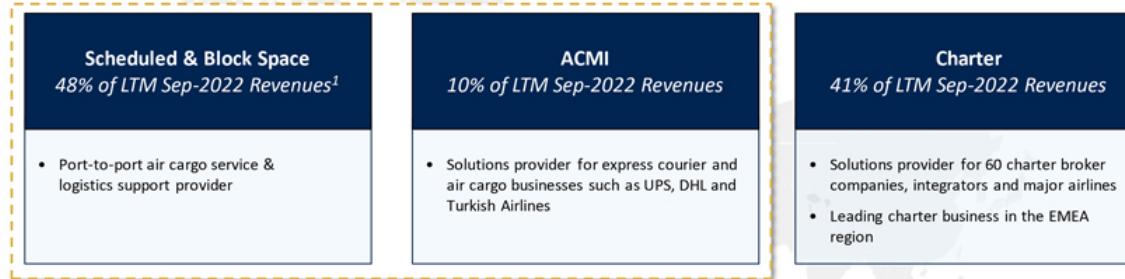 Scheduled & Block Space
48% of LTM Sep-2022 Revenues¹
• Port-to-port air cargo service &
logistics support provider
ACMI
10% of LTM Sep-2022 Revenues
• Solutions provider for express courier and
air cargo businesses such as UPS, DHL and
Turkish Airlines
Charter
41% of LTM Sep-2022 Revenues
• Solutions provider for 60 charter broker
companies, integrators and major airlines
• Leading charter business in the EMEA
region